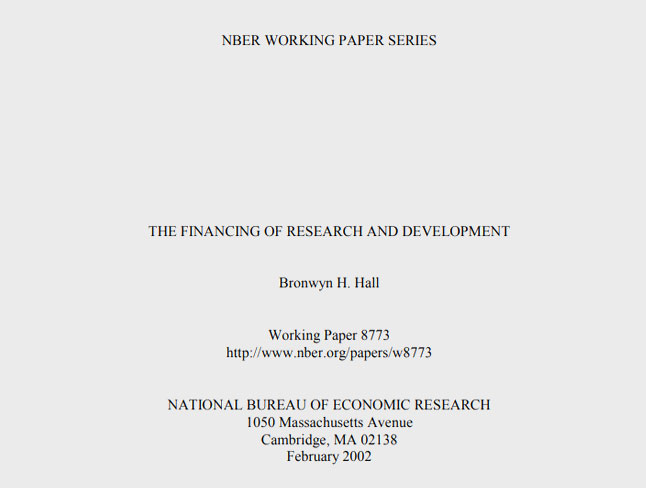 NBER WORKING PAPER SERIES
THE FINANCING OF RESEARCH AND DEVELOPMENT
Bronwyn H. Hall
Working Paper 8773
http://www.nber.org/papers/w8773
NATIONAL BUREAU OF ECONOMIC RESEARCH
1050 Massachusetts Avenue
Cambridge, MA 02138
February 2002